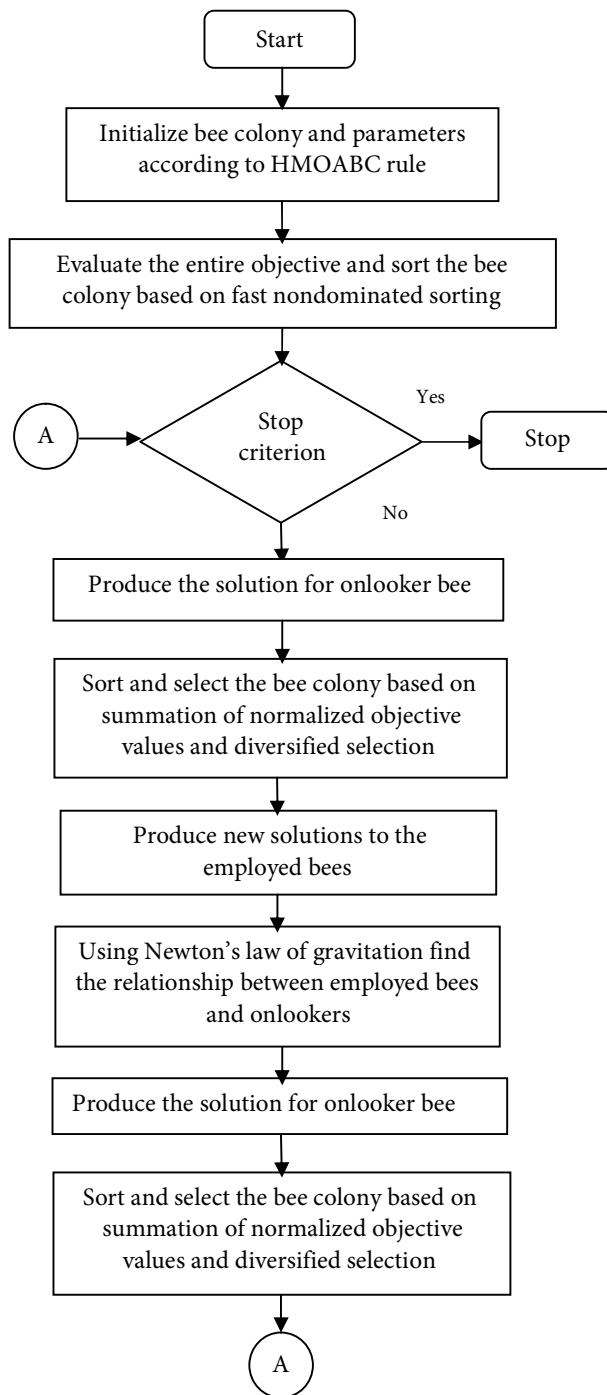 Start
Initialize bee colony and parameters
according to HMOABC rule
Evaluate the entire objective and sort the bee
colony based on fast nondominated sorting
A
Stop
criterion
Yes
Stop
No
Produce the solution for onlooker bee
Sort and select the bee colony based on
summation of normalized objective
values and diversified selection
Produce new solutions to the
employed bees
Using Newton’s law of gravitation find
the relationship between employed bees
and onlookers
Produce the solution for onlooker bee
Sort and select the bee colony based on
summation of normalized objective
values and diversified selection
A